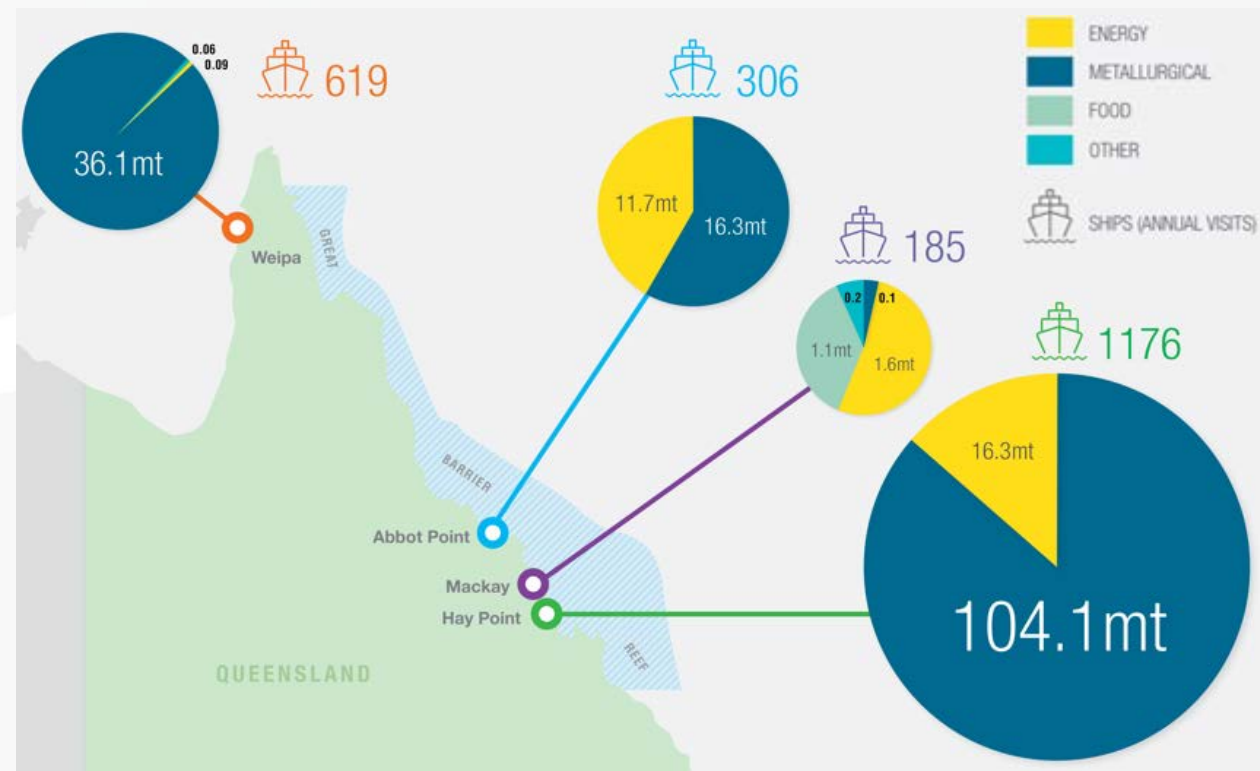 0.06
0.09
36.1mt
619
306
11.7mt
16.3mt
185
0.2
0.1
1.1mt
1.6mt
1176
16.3mt
104.1mt
ENERGY
METALLURGICAL
FOOD
OTHER
SHIPS (ANNUAL VISITS)
Weipa
GREAT
BARRIER
REEF
Abbot Point
Mackay
Hay Point
QUEENSLAND